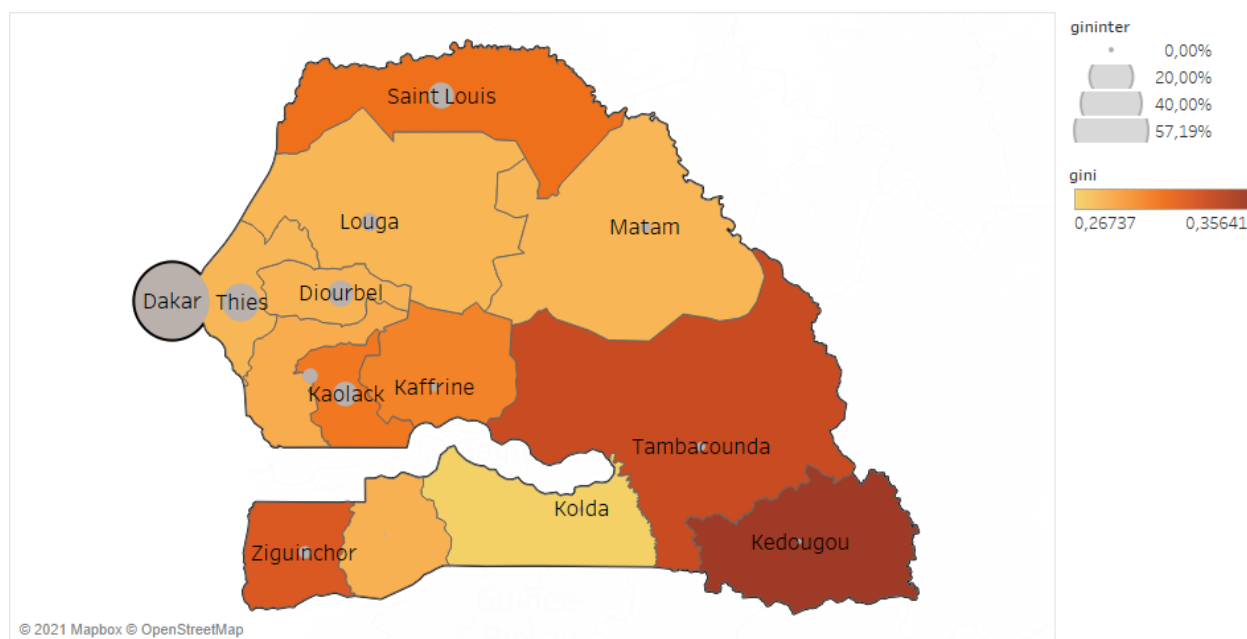 gininter
0,00%
20,00%
40,00%
57,19%
gini
0,26737 0,35641
Saint Louis
Louga
Matam
Dakar
Thies
Diourbel
Kaolack
Kaffrine
Tambacounda
Kolda
Ziguinchor
Kedougou
© 2021 Mapbox © OpenStreetMap